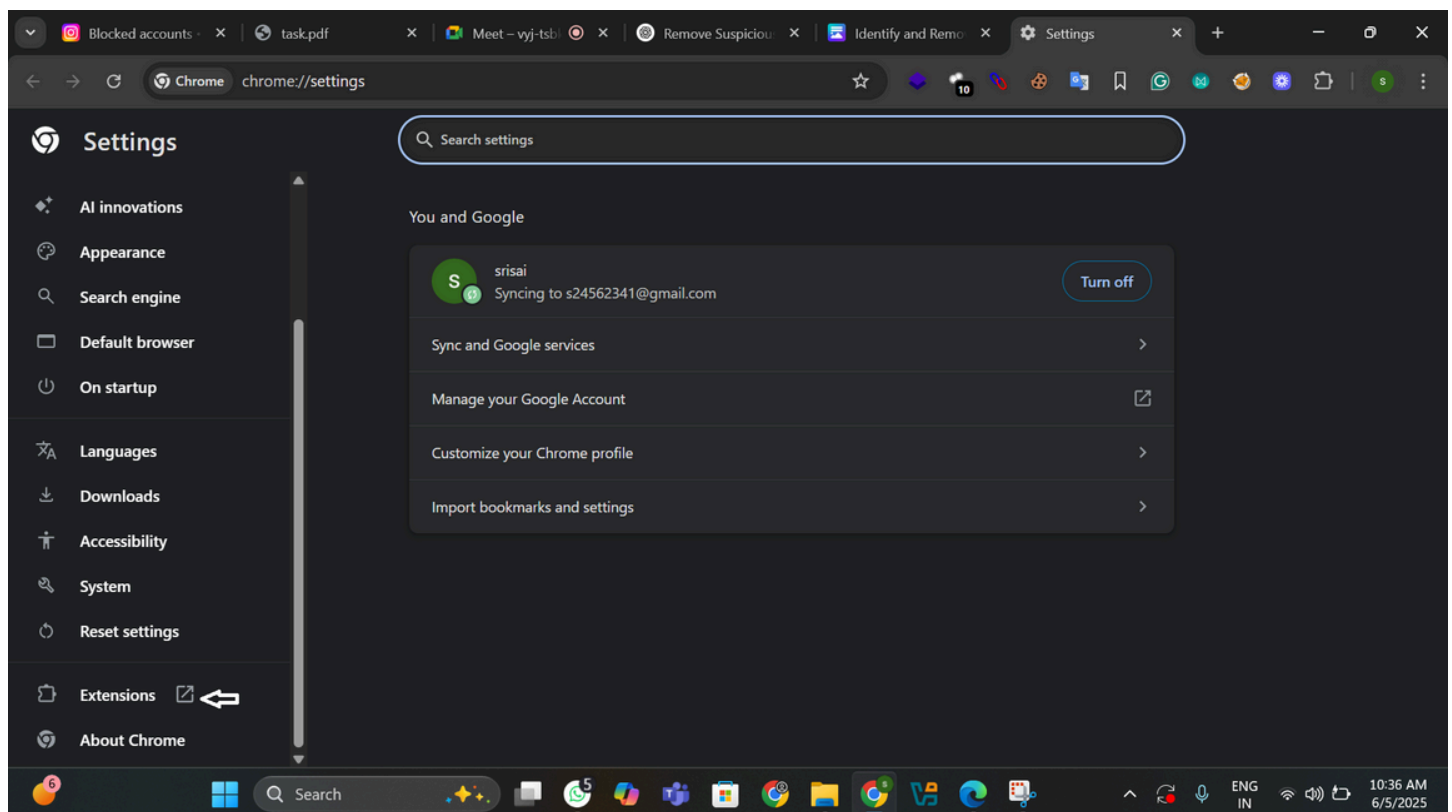 Blocked accounts
task.pdf
Meet – vyj-tsb
Remove Suspiciou
Identify and Remo
Settings
Chrome
chrome://settings
10
s
Settings
Search settings
AI innovations
Appearance
Search engine
Default browser
On startup
Languages
Downloads
Accessibility
System
Reset settings
Extensions
About Chrome
You and Google
S
srisai
Syncing to s24562341@gmail.com
Turn off
Sync and Google services
Manage your Google Account
Customize your Chrome profile
Import bookmarks and settings
6
Search
5
ENG
IN
10:36 AM
6/5/2025